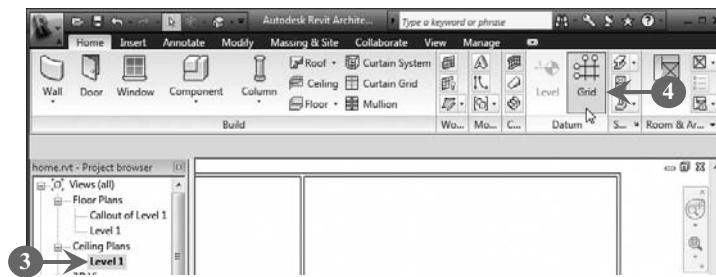 Autodesk Revit Archite...
Type a keyword or phrase
Home Insert Annotate Modify Massing & Site Collaborate View Manage
Roof Curtain System
Ceiling Curtain Grid
Floor Mullion
Wall Door Window Component Column
Level Grid
4
Build Wo... Mo... C... Datum S... Room & Ar...
home.rvt - Project browser
Views (all)
Floor Plans
Callout of Level 1
Level 1
Ceiling Plans
3
Level 1